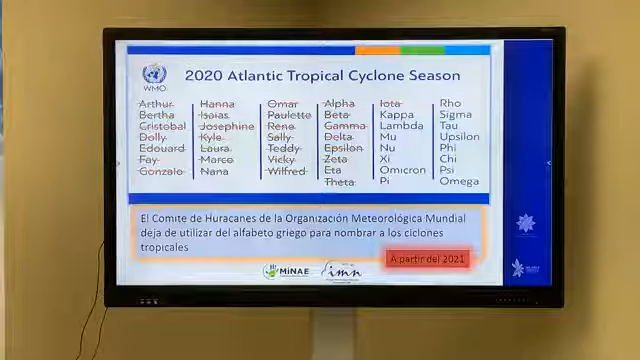 WMO
2020 Atlantic Tropical Cyclone Season
Arthur Hanna Omar Alpha Iota Rho
Bertha Isaias Paulette Beta Kappa Sigma
Cristobal Josephine Rene Gamma Lambda Tau
Dolly Kyle Sally Delta Mu Upsilon
Edouard Laura Teddy Epsilon Nu Phi
Fay Marco Vicky Zeta Xi Chi
Gonzalo Nana Wilfred Eta Omicron Psi
Theta Pi Omega
El Comite de Huracanes de la Organización Meteorológica Mundial
deja de utilizar del alfabeto griego para nombrar a los ciclones
tropicales
A partir del 2021
MINAE imn